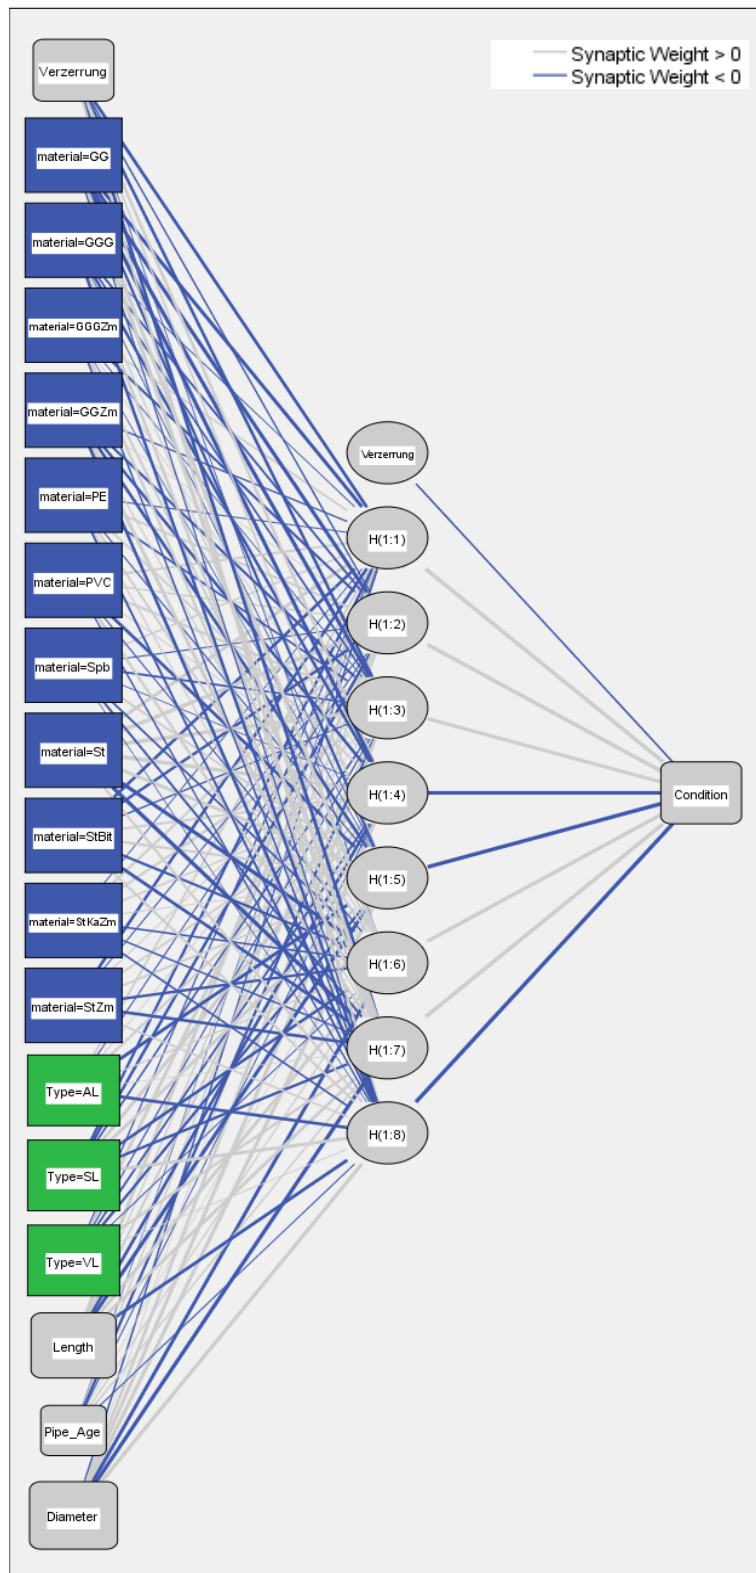 Synaptic Weight > 0
Synaptic Weight < 0
Verzerrung
material=GG
material=GGG
material=GGGZm
material=GGZm
material=PE
material=PVC
material=Spb
material=St
material=StBit
material=StKaZm
material=StZm
Type=AL
Type=SL
Type=VL
Length
Pipe_Age
Diameter
Verzerrung
H(1:1)
H(1:2)
H(1:3)
H(1:4)
H(1:5)
H(1:6)
H(1:7)
H(1:8)
Condition